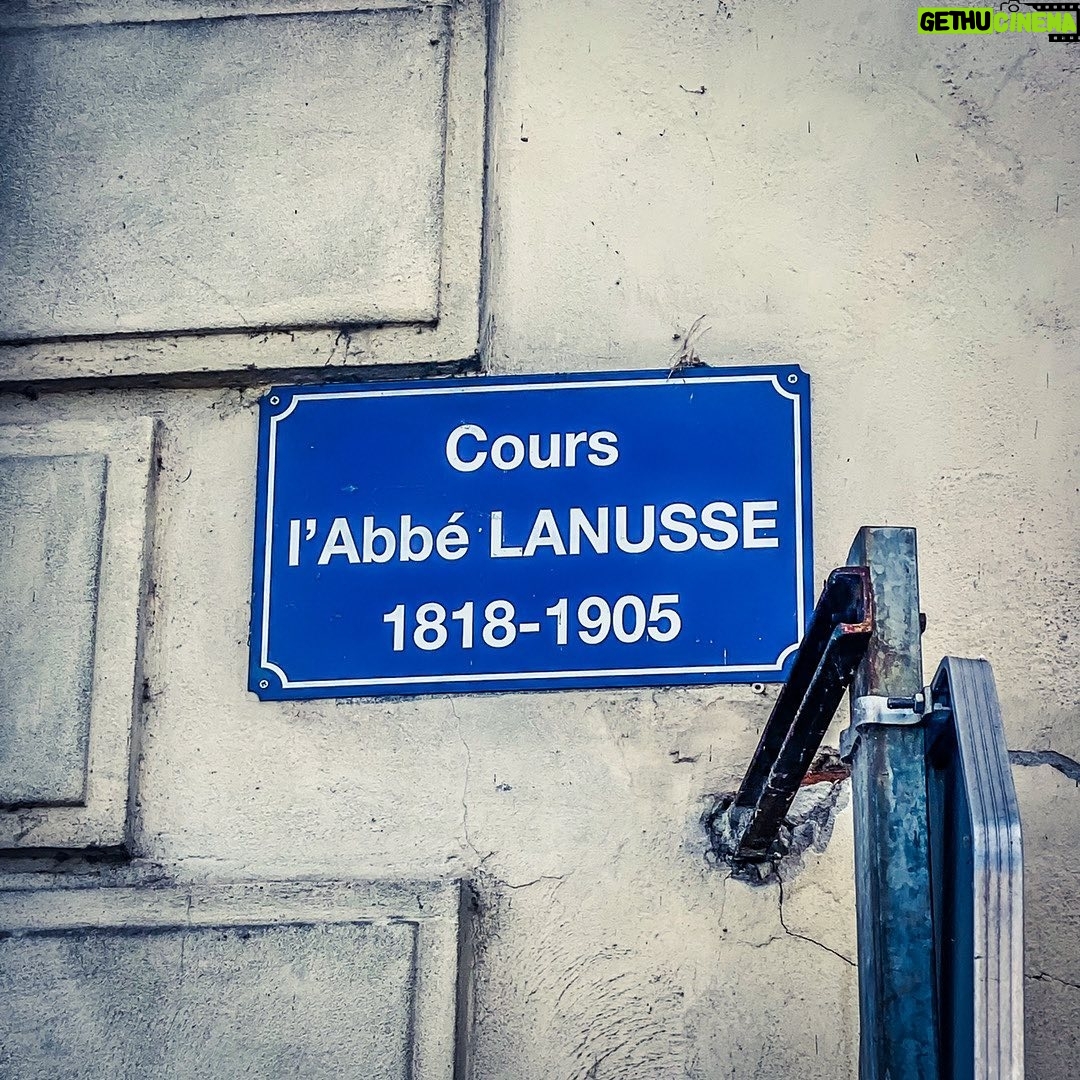 GETHUCINEMA
Cours
l'Abbé LANUSSE
1818-1905